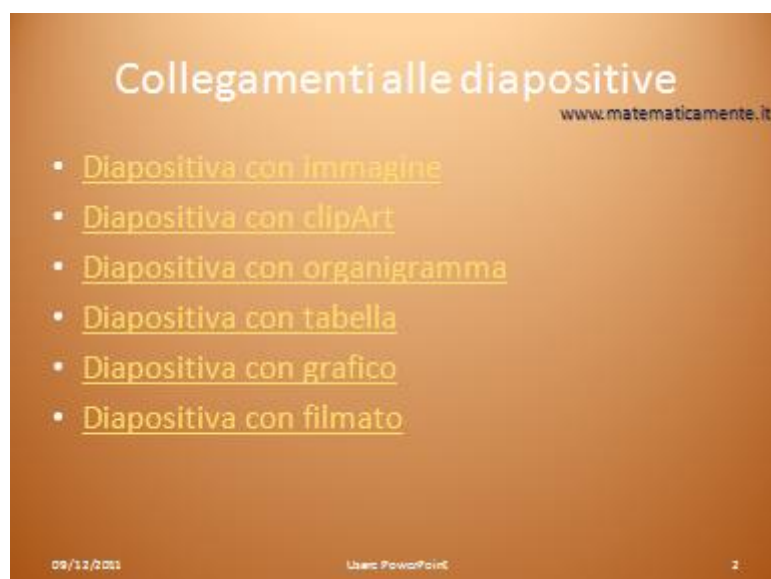 Collegamenti alle diapositive
www.matematicamente.it
• Diapositiva con immagine
• Diapositiva con clipArt
• Diapositiva con organigramma
• Diapositiva con tabella
• Diapositiva con grafico
• Diapositiva con filmato
09/12/2011 Usare PowerPoint 2